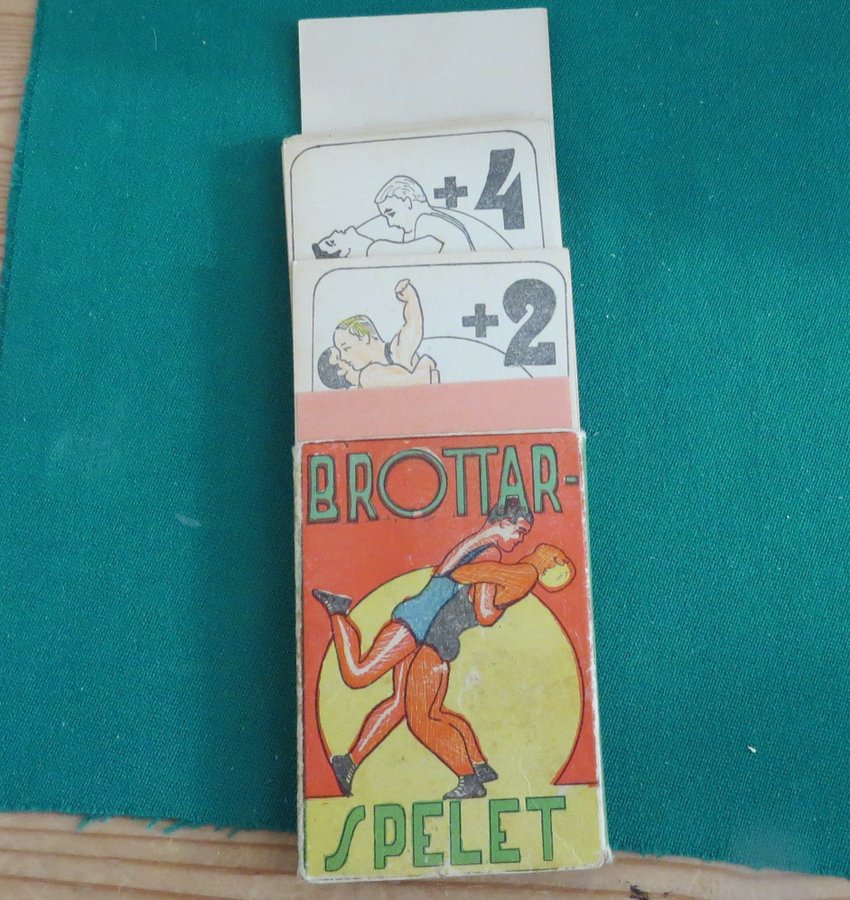 +4
+2
BROTTAR-
SPELET